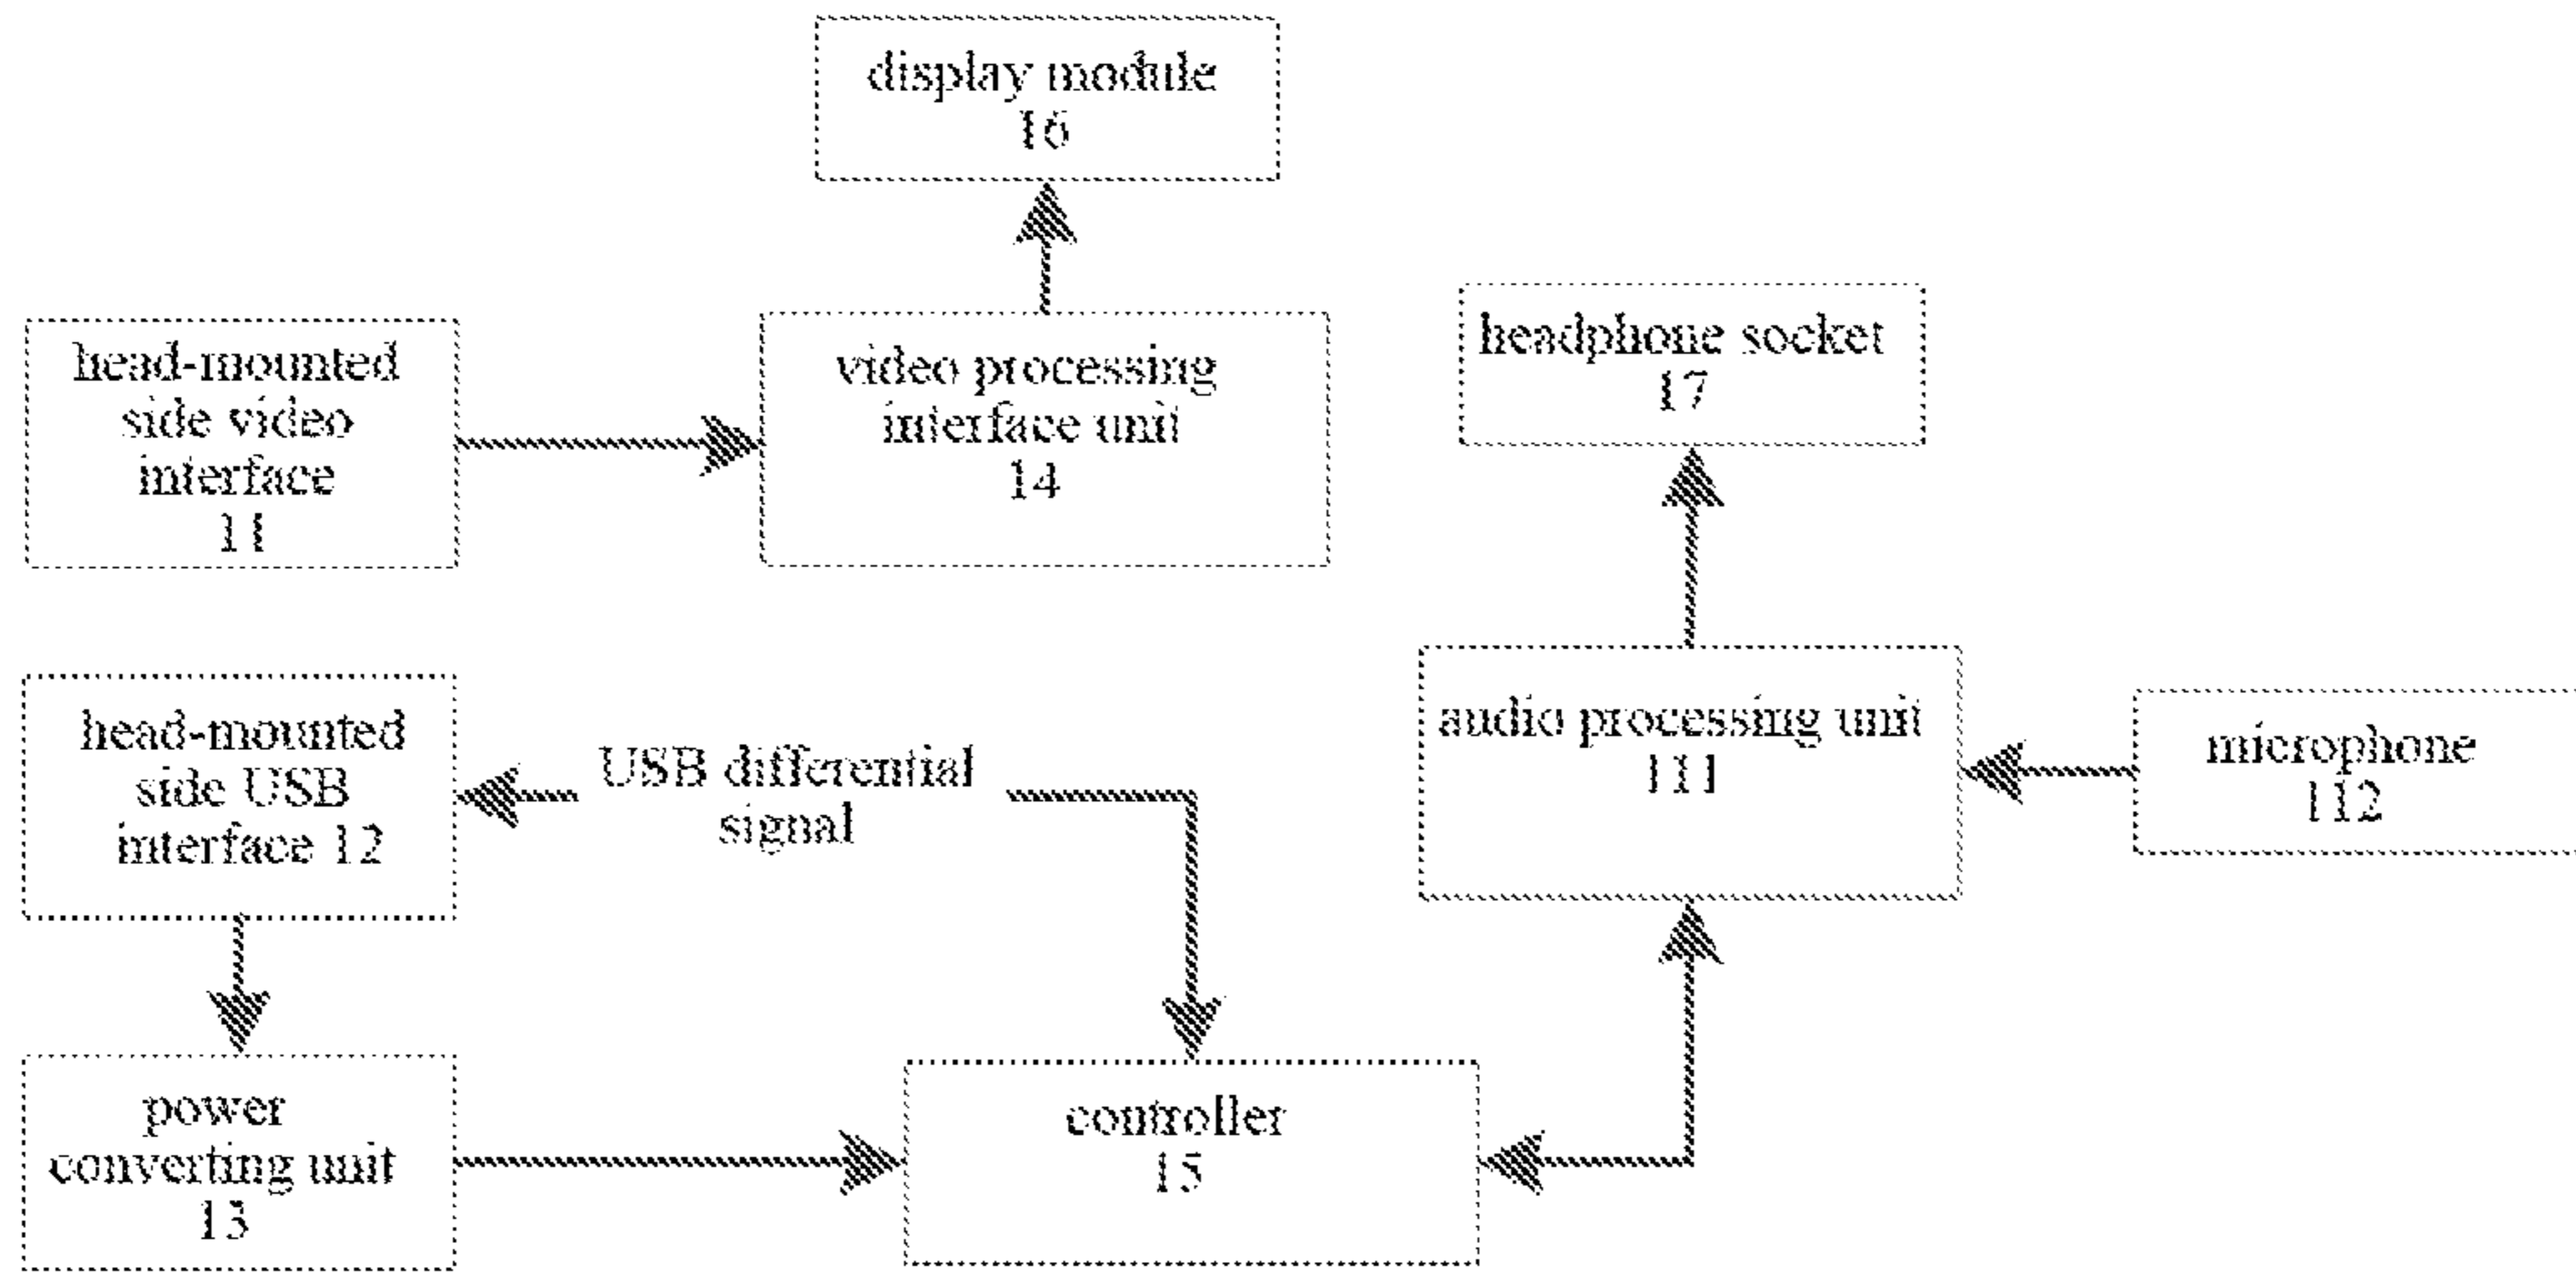 display module
16
head-mounted
side video
interface
11
video processing
interface unit
14
headphone socket
17
head-mounted
side USB
interface 12
USB differential
signal
audio processing unit
111
microphone
112
power
converting unit
13
controller
15